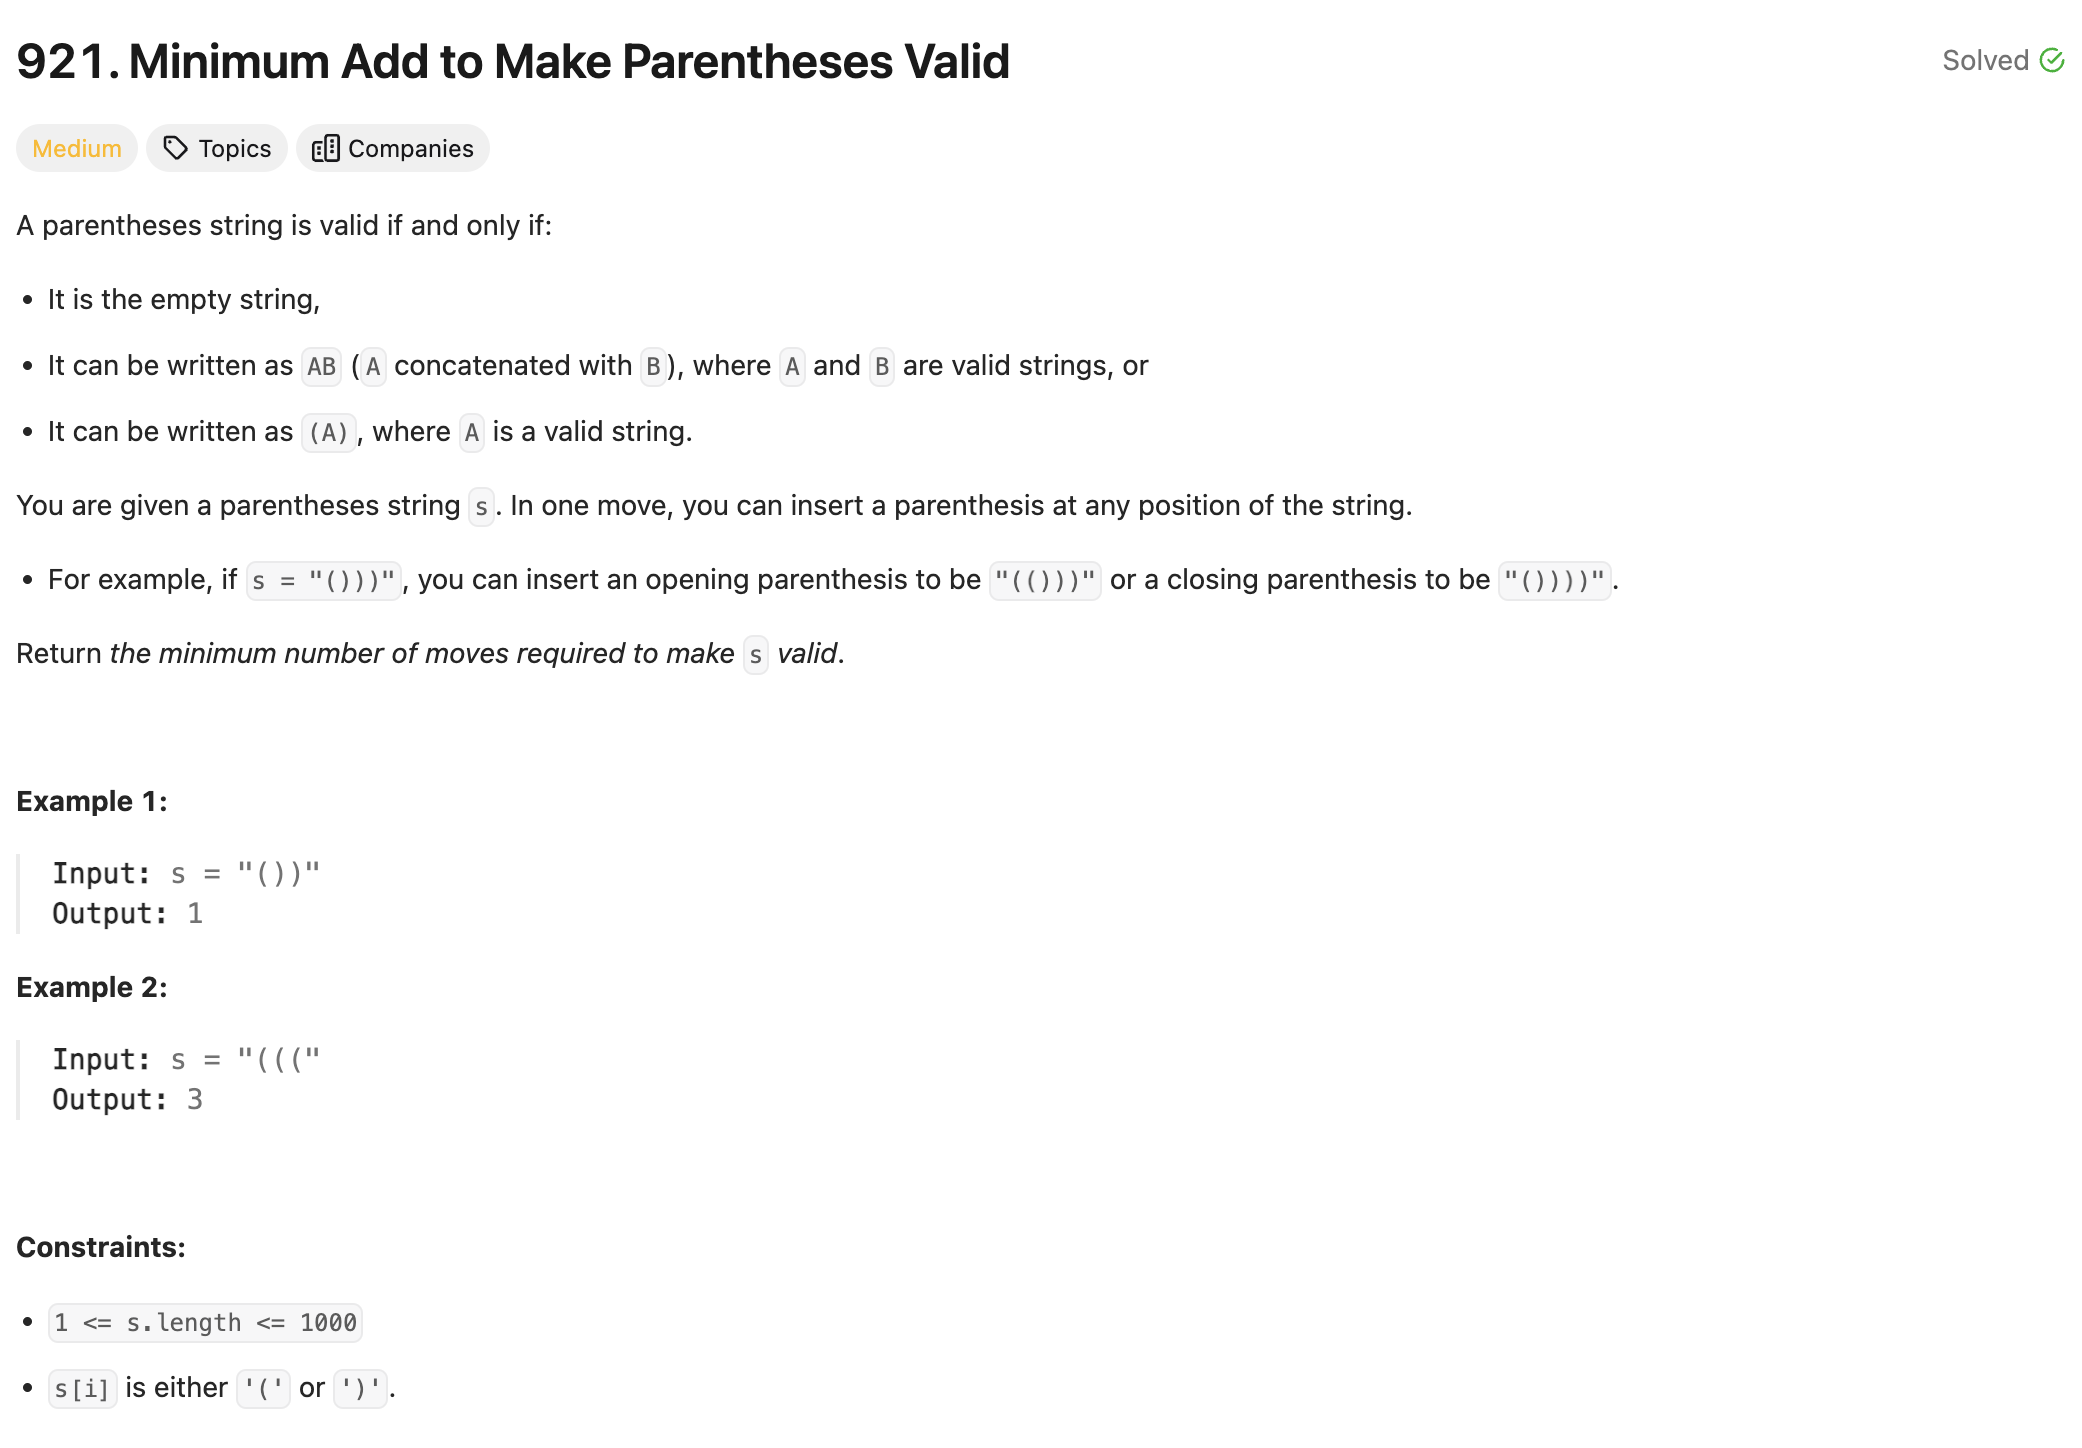 921. Minimum Add to Make Parentheses Valid
Solved
Medium
Topics
Companies
A parentheses string is valid if and only if:
• It is the empty string,
• It can be written as AB (A concatenated with B), where A and B are valid strings, or
• It can be written as (A), where A is a valid string.
You are given a parentheses string s. In one move, you can insert a parenthesis at any position of the string.
• For example, if s = "()))", you can insert an opening parenthesis to be "(()))" or a closing parenthesis to be "())))".
Return the minimum number of moves required to make s valid.
Example 1:
Input: s = "())"
Output: 1
Example 2:
Input: s = "((("
Output: 3
Constraints:
• 1 <= s.length <= 1000
• s[i] is either '(' or ')'.